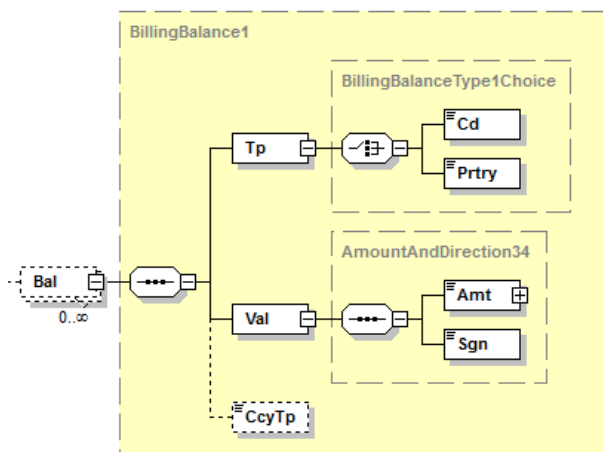 BillingBalance1
BillingBalanceType1Choice
Cd
Tp
Prtry
AmountAndDirection34
Bal
0..∞
Amt
Val
Sgn
CcyTp